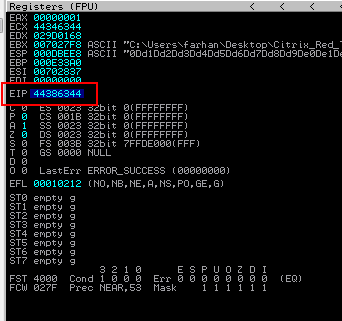 Registers (FPU) < < <
EAX 00000001
ECX 44346344
EDX 029D0168
EBX 007027F8 ASCII "C:\Users\farhan\Desktop\Citrix_Red_
ESP 000DBEE8 ASCII "0Dd1Dd2Dd3Dd4Dd5Dd6Dd7Dd8Dd9De0De1De
EBP 000E33A0
ESI 00702837
EDI 00000000
EIP 44386344
C 0 ES 0023 32bit 0(FFFFFFFF)
P 0 CS 001B 32bit 0(FFFFFFFF)
A 1 SS 0023 32bit 0(FFFFFFFF)
Z 0 DS 0023 32bit 0(FFFFFFFF)
S 0 FS 003B 32bit 7FFDE000(FFF)
T 0 GS 0000 NULL
D 0
O 0 LastErr ERROR_SUCCESS (00000000)
EFL 00010212 (NO,NB,NE,A,NS,PO,GE,G)
ST0 empty g
ST1 empty g
ST2 empty g
ST3 empty g
ST4 empty g
ST5 empty g
ST6 empty g
ST7 empty g
3 2 1 0 E S P U O Z D I
FST 4000 Cond 1 0 0 0 Err 0 0 0 0 0 0 0 0 (EQ)
FCW 027F Prec NEAR,53 Mask 1 1 1 1 1 1